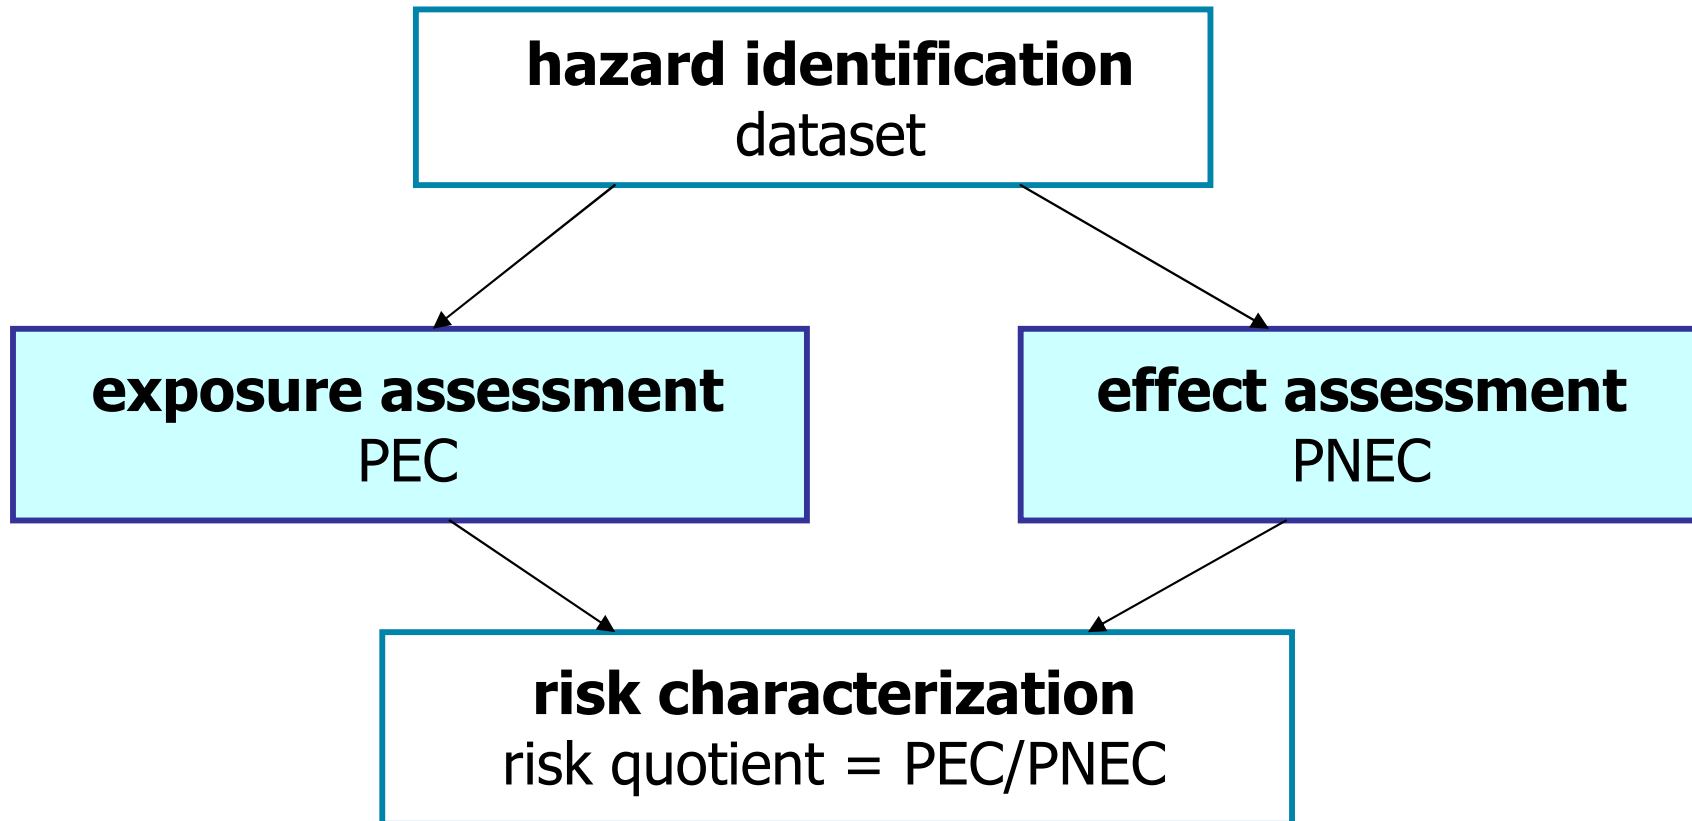 hazard identification
dataset
exposure assessment
PEC
effect assessment
PNEC
risk characterization
risk quotient = PEC/PNEC